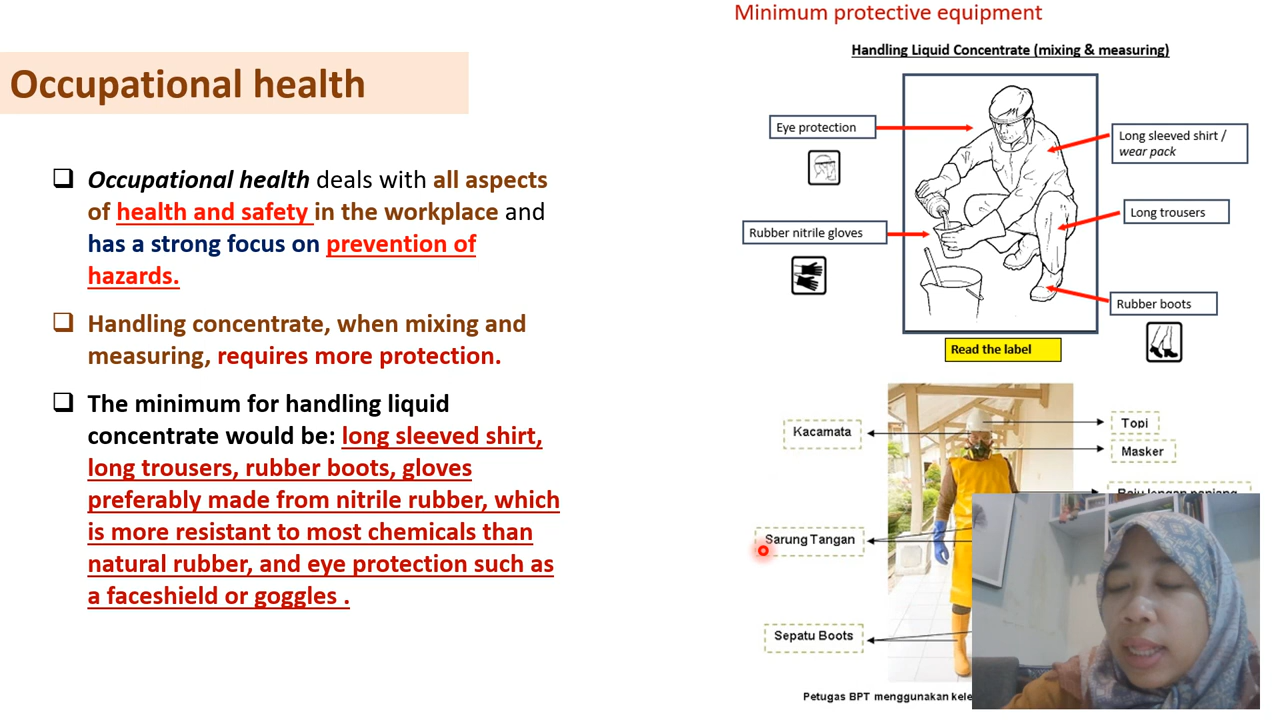 Minimum protective equipment
Handling Liquid Concentrate (mixing & measuring)
Occupational health
Occupational health deals with all aspects
of health and safety in the workplace and
has a strong focus on prevention of
hazards.
Handling concentrate, when mixing and
measuring, requires more protection.
The minimum for handling liquid
concentrate would be: long sleeved shirt,
long trousers, rubber boots, gloves
preferably made from nitrile rubber, which
is more resistant to most chemicals than
natural rubber, and eye protection such as
a faceshield or goggles .
Eye protection
Long sleeved shirt /
wear pack
Long trousers
Rubber nitrile gloves
Rubber boots
Read the label
Kacamata
Topi
Masker
Baju lengan panjang
Sarung Tangan
Sepatu Boots
Petugas BPT menggunakan